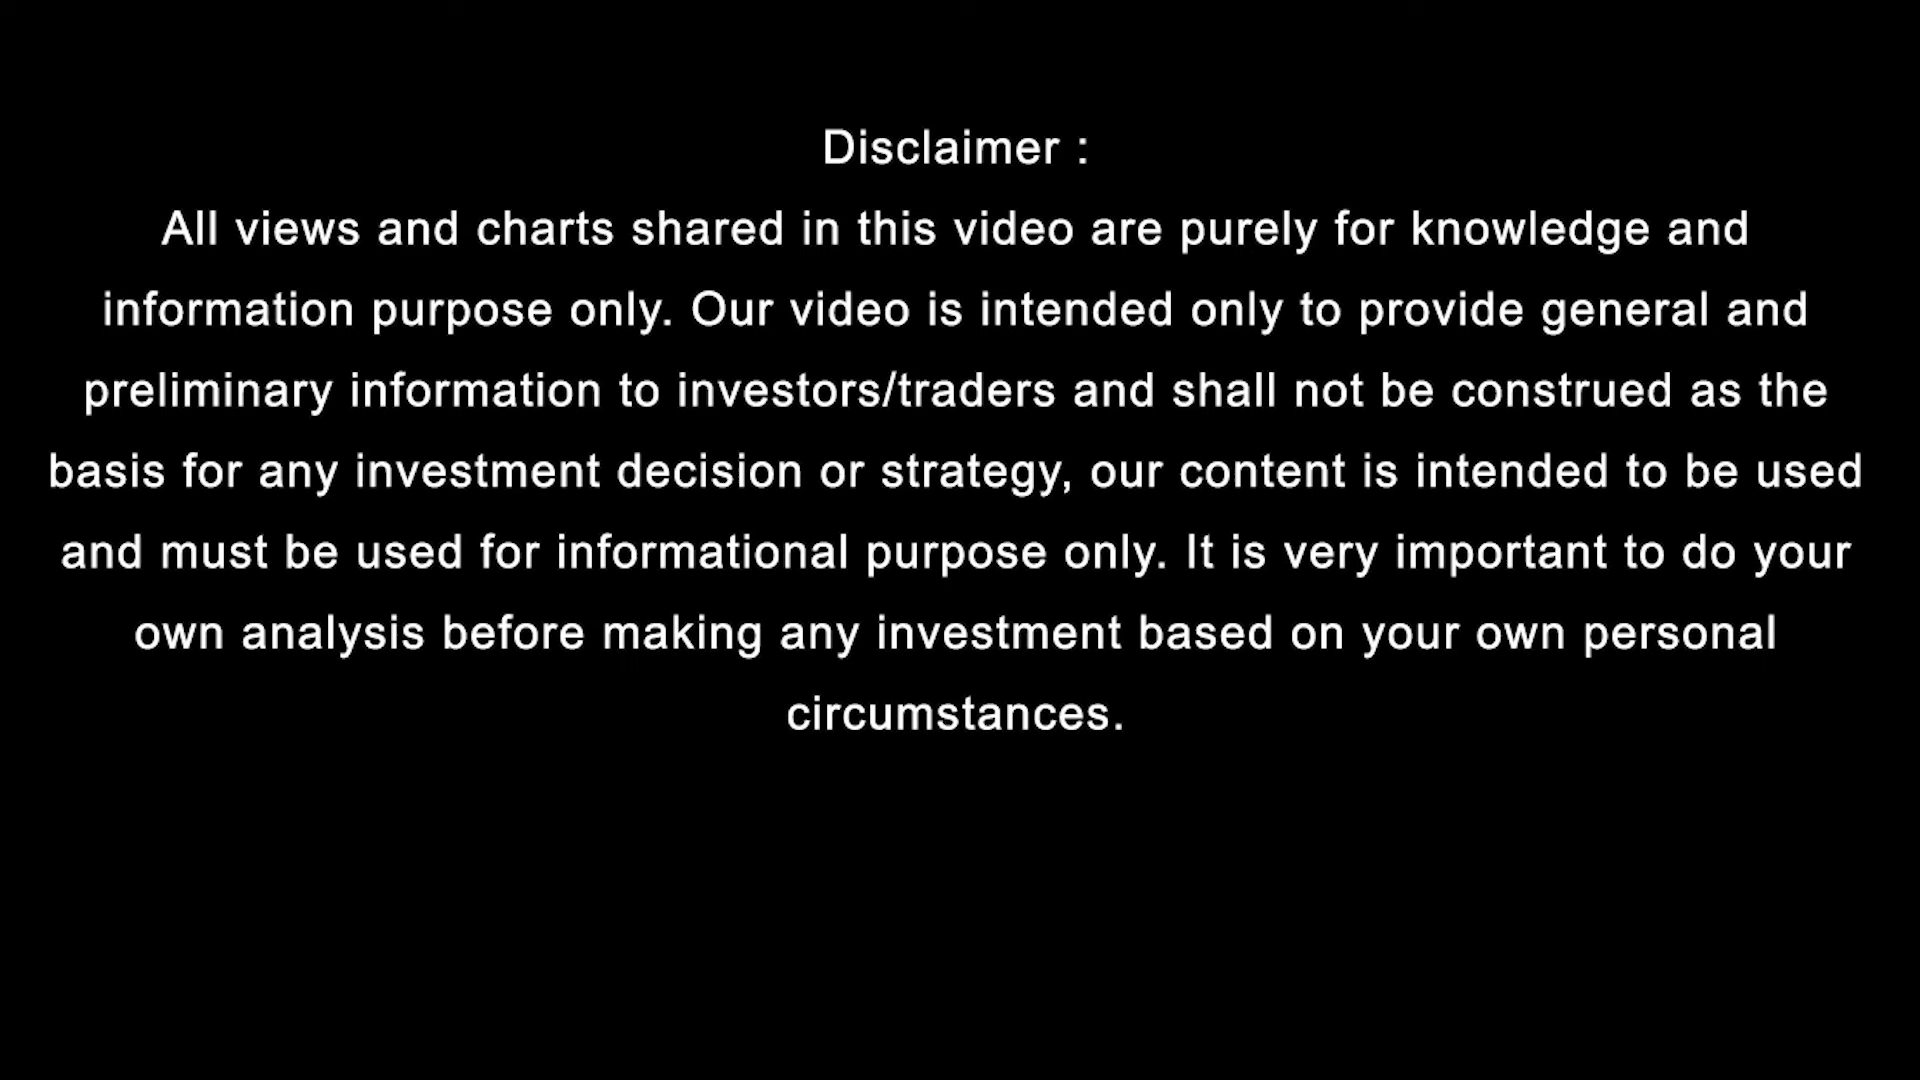 Disclaimer :
All views and charts shared in this video are purely for knowledge and
information purpose only. Our video is intended only to provide general and
preliminary information to investors/traders and shall not be construed as the
basis for any investment decision or strategy, our content is intended to be used
and must be used for informational purpose only. It is very important to do your
own analysis before making any investment based on your own personal
circumstances.